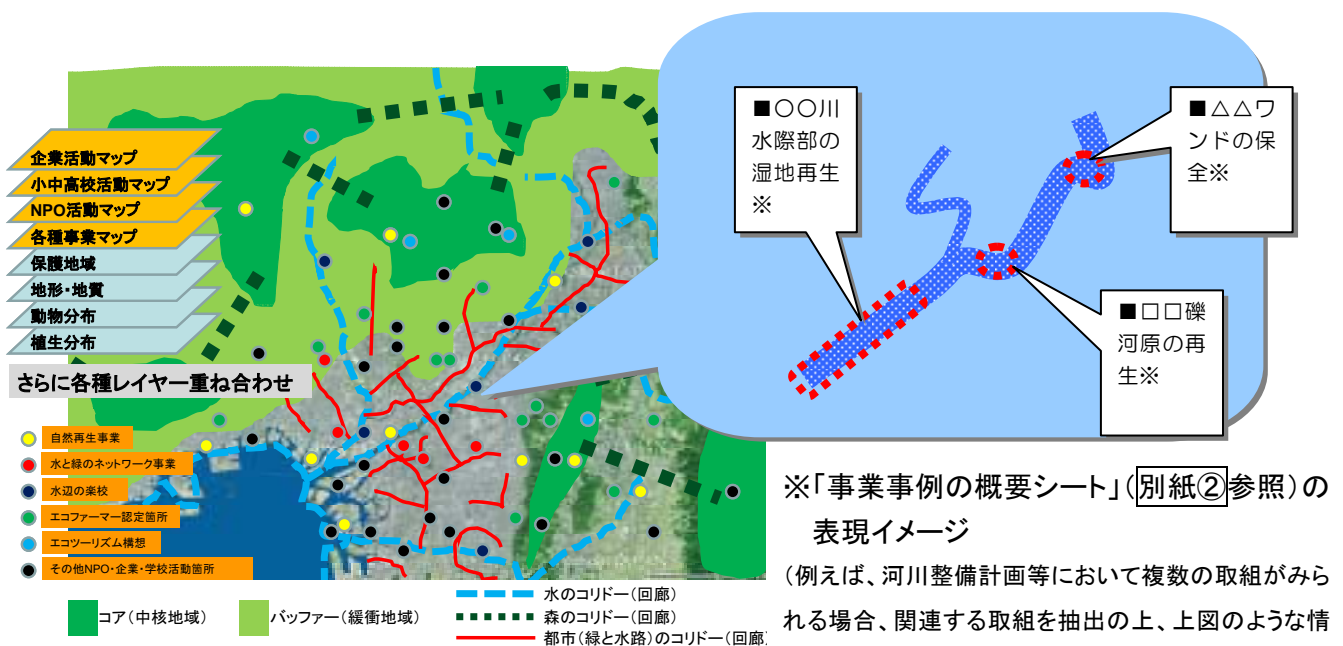 企業活動マップ
小中高校活動マップ
NPO活動マップ
各種事業マップ
保護地域
地形・地質
動物分布
植生分布
さらに各種レイヤー重ね合わせ
自然再生事業
水と緑のネットワーク事業
水辺の楽校
エコファーマー認定箇所
エコツーリズム構想
その他NPO・企業・学校活動箇所
コア(中核地域)
バッファー(緩衝地域)
水のコリドー(回廊)
森のコリドー(回廊)
都市(緑と水路)のコリドー(回廊)
■〇〇川
水際部の
湿地再生
※
■△△ワ
ンドの保
全※
■□□礫
河原の再
生※
※「事業事例の概要シート」(別紙②参照)の
表現イメージ
(例えば、河川整備計画等において複数の取組がみら
れる場合、関連する取組を抽出の上、上図のような情